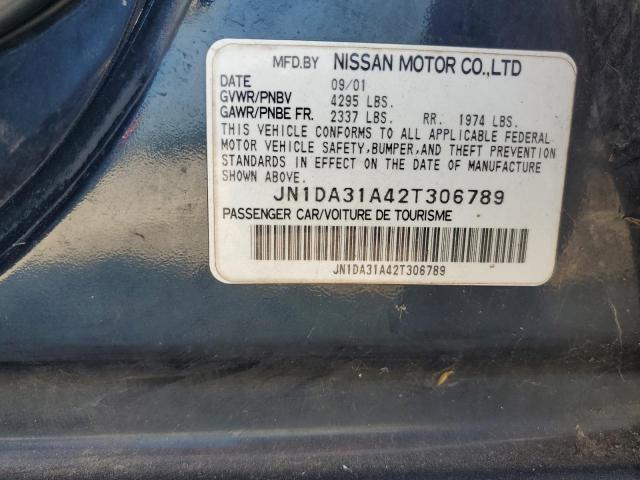 MFD.BY NISSAN MOTOR CO.,LTD
DATE 09/01
GVWR/PNBV 4295 LBS.
GAWR/PNBE FR. 2337 LBS. RR. 1974 LBS.
THIS VEHICLE CONFORMS TO ALL APPLICABLE FEDERAL
MOTOR VEHICLE SAFETY,BUMPER,AND THEFT PREVENTION
STANDARDS IN EFFECT ON THE DATE OF MANUFACTURE
SHOWN ABOVE. JN1DA31A42T306789
PASSENGER CAR/VOITURE DE TOURISME
JN1DA31A42T306789